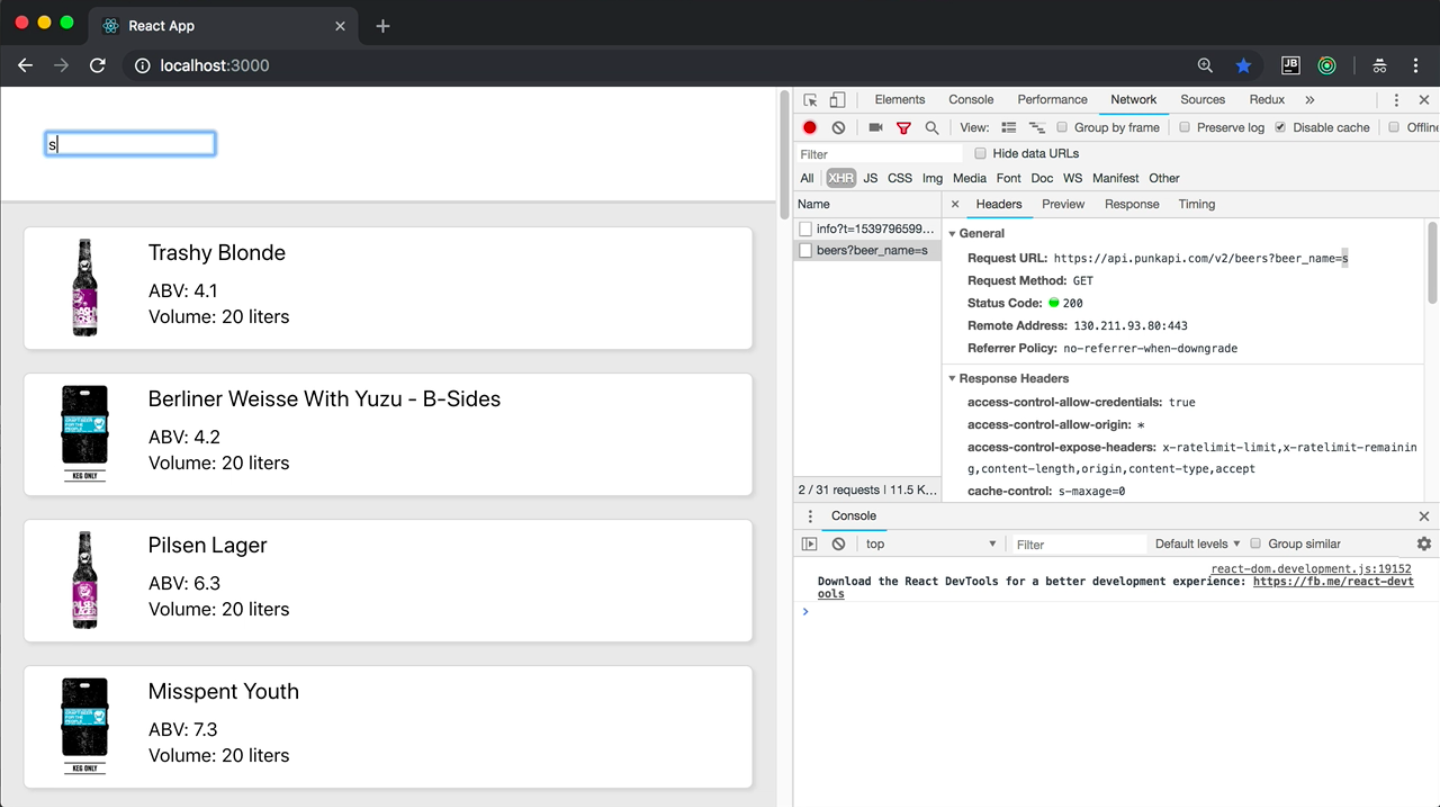 React App
localhost:3000
JB
s
Trashy Blonde
ABV: 4.1
Volume: 20 liters
Berliner Weisse With Yuzu - B-Sides
ABV: 4.2
Volume: 20 liters
KEG ONLY
Pilsen Lager
ABV: 6.3
Volume: 20 liters
Misspent Youth
ABV: 7.3
Volume: 20 liters
KEG ONLY
Elements Console Performance Network Sources Redux »
View: Group by frame Preserve log Disable cache Offline
Filter Hide data URLs
All XHR JS CSS Img Media Font Doc WS Manifest Other
Name
info?t=1539796599...
beers?beer_name=s
2 / 31 requests | 11.5 K...
Headers Preview Response Timing
General
Request URL: https://api.punkapi.com/v2/beers?beer_name=s
Request Method: GET
Status Code: 200
Remote Address: 130.211.93.80:443
Referrer Policy: no-referrer-when-downgrade
Response Headers
access-control-allow-credentials: true
access-control-allow-origin: *
access-control-expose-headers: x-ratelimit-limit,x-ratelimit-remainin
g,content-length,origin,content-type,accept
cache-control: s-maxage=0
Console
top Filter Default levels Group similar
react-dom.development.js:19152
Download the React DevTools for a better development experience: https://fb.me/react-devt
ools